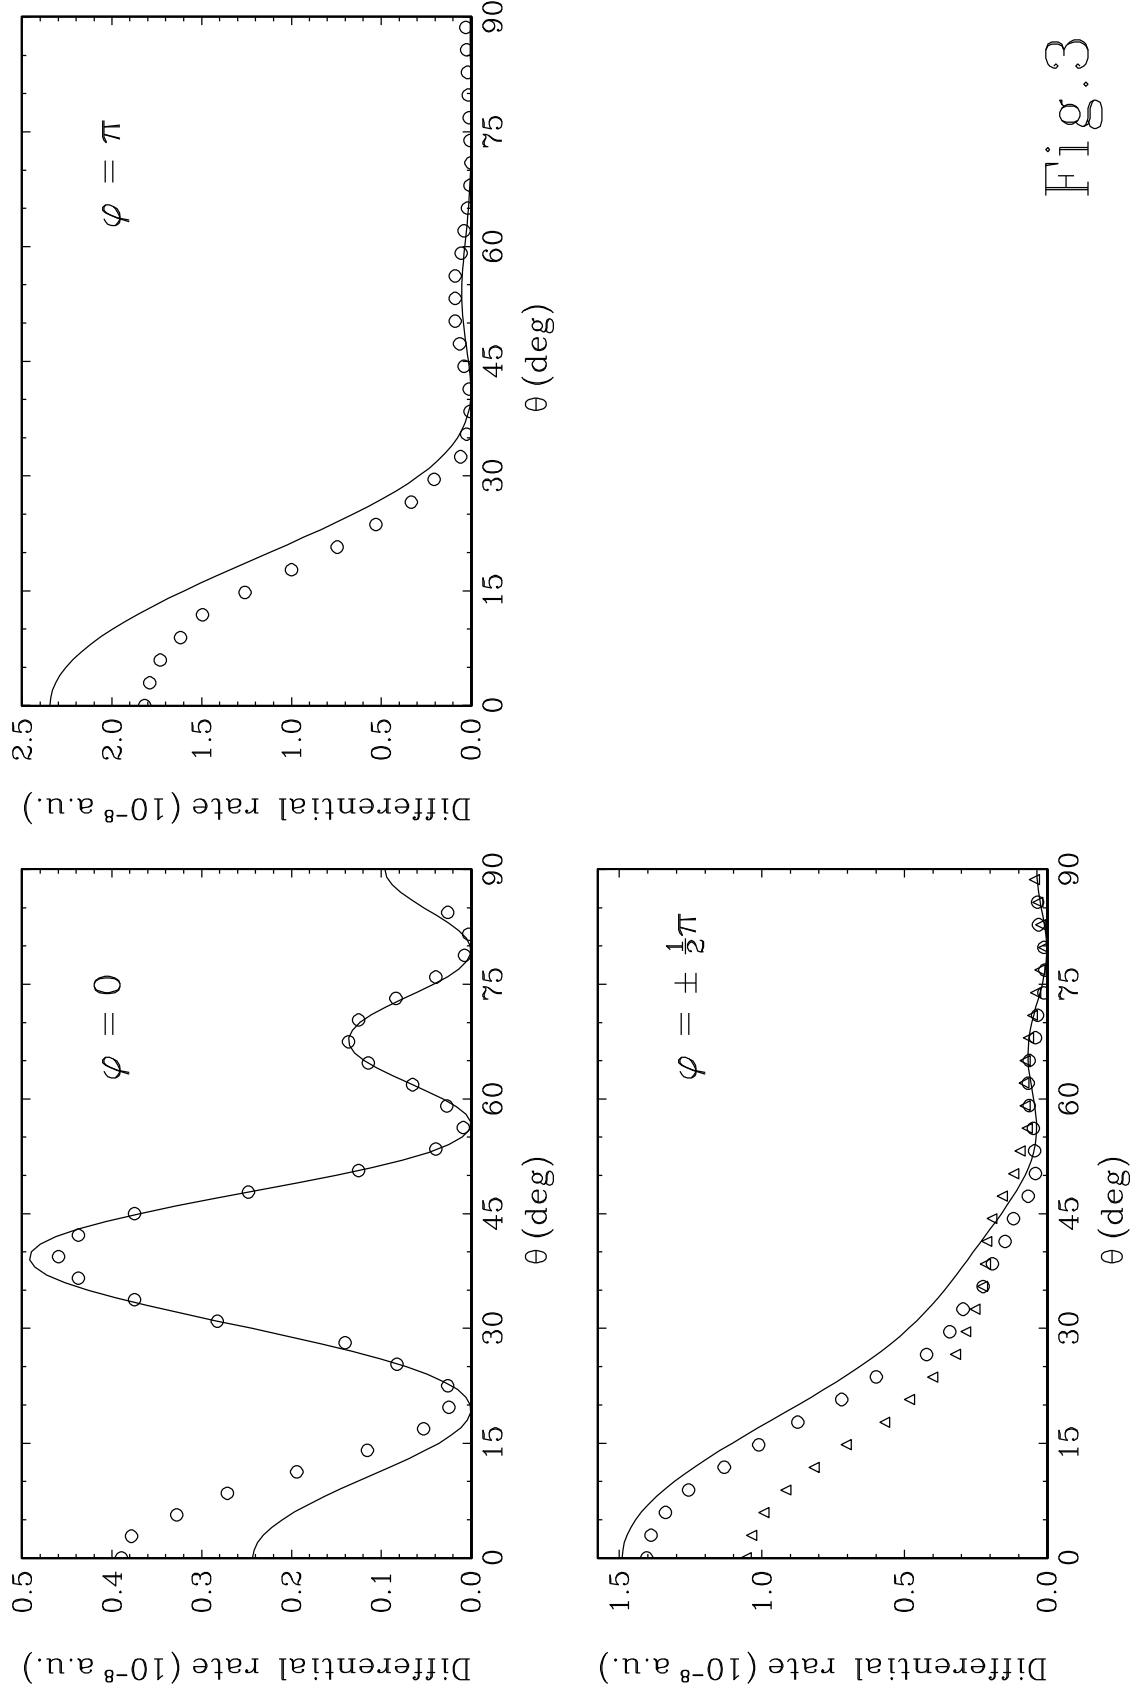 φ = 0
0.5
0.4
0.3
0.2
0.1
0.0
Differential rate (10⁻⁸ a.u.)
0 15 30 45 60 75 90
θ (deg)
φ = π
2.5
2.0
1.5
1.0
0.5
0.0
Differential rate (10⁻⁸ a.u.)
0 15 30 45 60 75 90
θ (deg)
φ = ± ½π
1.5
1.0
0.5
0.0
Differential rate (10⁻⁸ a.u.)
0 15 30 45 60 75 90
θ (deg)
Fig.3